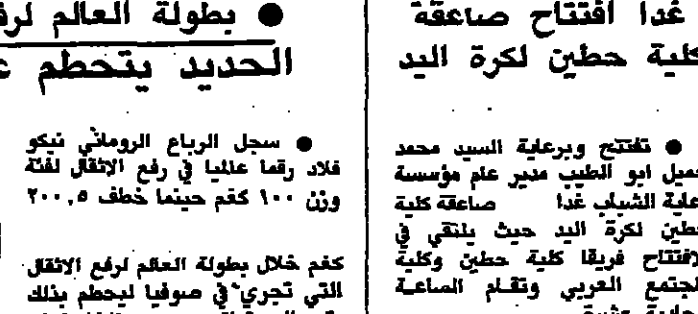 غدا افتتاح صاعقة
كلية حطين لكرة اليد
● تفتتح وبرعاية السيد محمد
جميل ابو الطيب مدير عام مؤسسة
رعاية الشباب غدا صاعقة كلية
حطين لكرة اليد حيث يلتقي في
الافتتاح فريقا كلية حطين وكلية
المجتمع العربي وتقام الساعة
● بطولة العالم لرفع
الحديد يتحطم
● سجل الرباع الروماني نيكو
فلاد رقما عالميا في رفع الاثقال لفئة
وزن ١٠٠ كغم حينما خطف ٢٠٠,٥
كغم خلال بطولة العالم لرفع الاثقال
التي تجري في صوفيا ليحطم بذلك